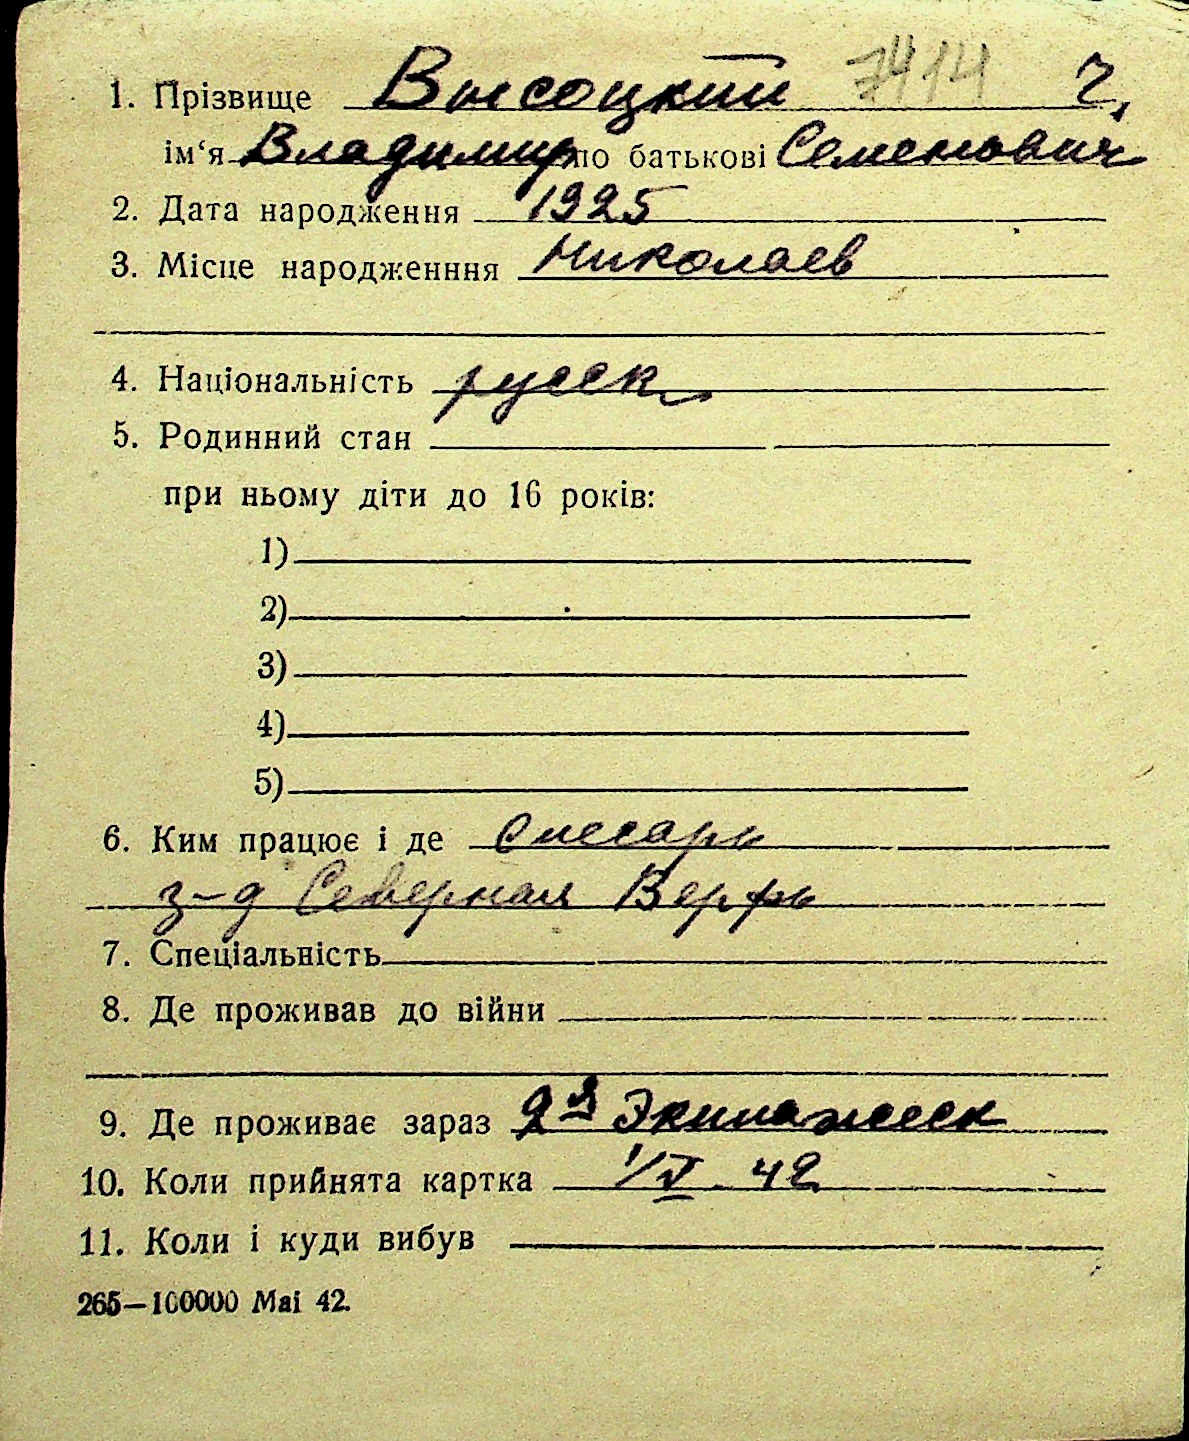 1. Прізвище Высоцкий 7414 2,
ім‘я Владимир по батькові Семенович
2. Дата народження 1925
3. Місце народженння Николаев
4. Національність русск
5. Родинний стан
при ньому діти до 16 років:
1)
2)
3)
4)
5)
6. Ким працює і де Слесарь
з-д Северная Верфь
7. Спеціальність
8. Де проживав до війни
9. Де проживає зараз 2я Экипажеск
10. Коли прийнята картка 1/IV - 42
11. Коли і куди вибув
265—100000 Mai 42.